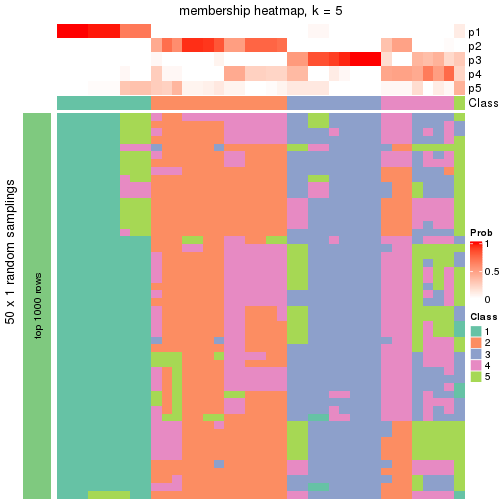 membership heatmap, k = 5
p1
p2
p3
p4
p5
Class
50 x 1 random samplings
top 1000 rows
Prob
1
0.5
0
Class
1
2
3
4
5